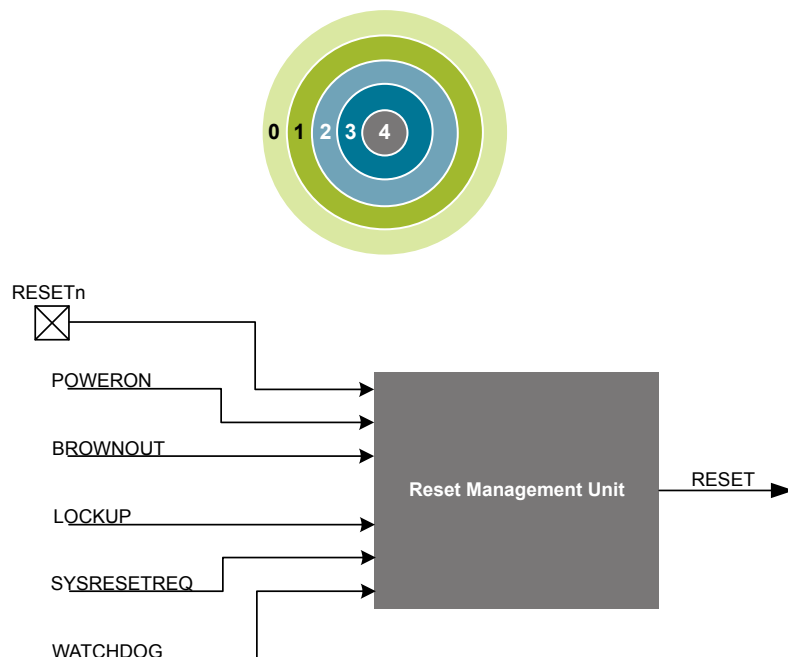 0 1 2 3 4
RESETn
POWERON
BROWNOUT
LOCKUP
SYSRESETREQ
WATCHDOG
Reset Management Unit
RESET